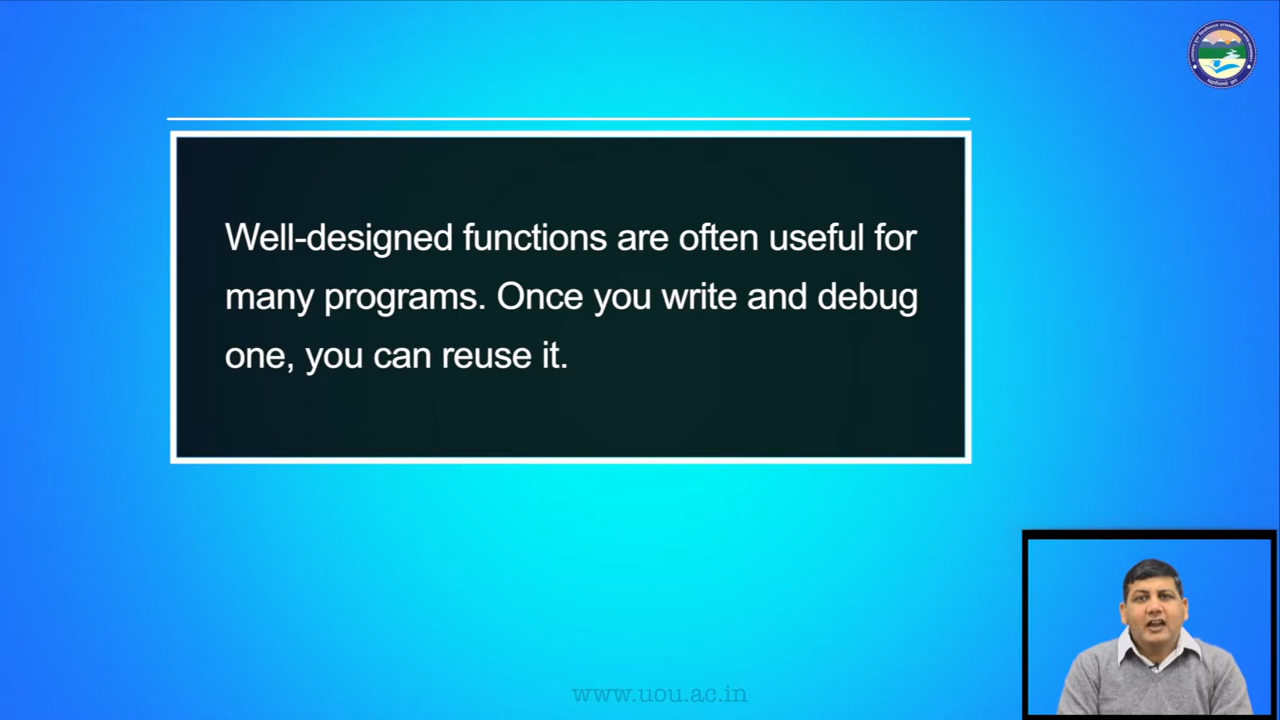 Well-designed functions are often useful for
many programs. Once you write and debug
one, you can reuse it.
www.uou.ac.in